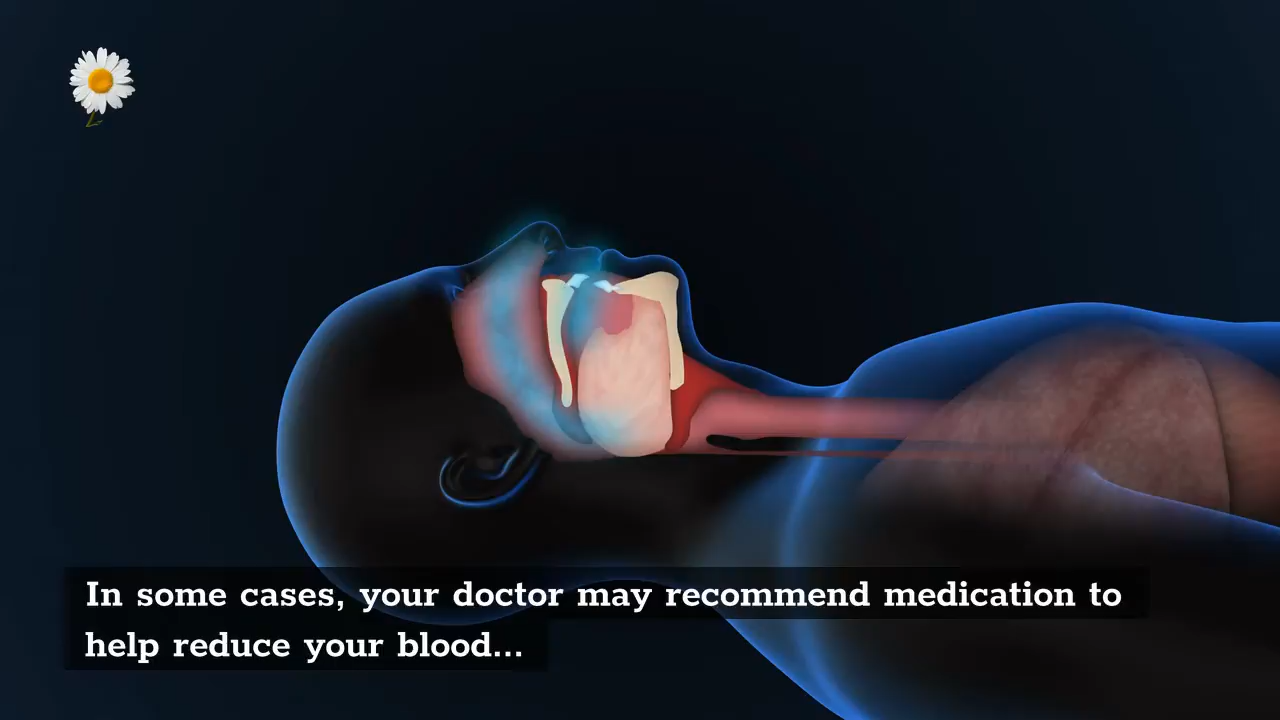 In some cases, your doctor may recommend medication to
help reduce your blood...